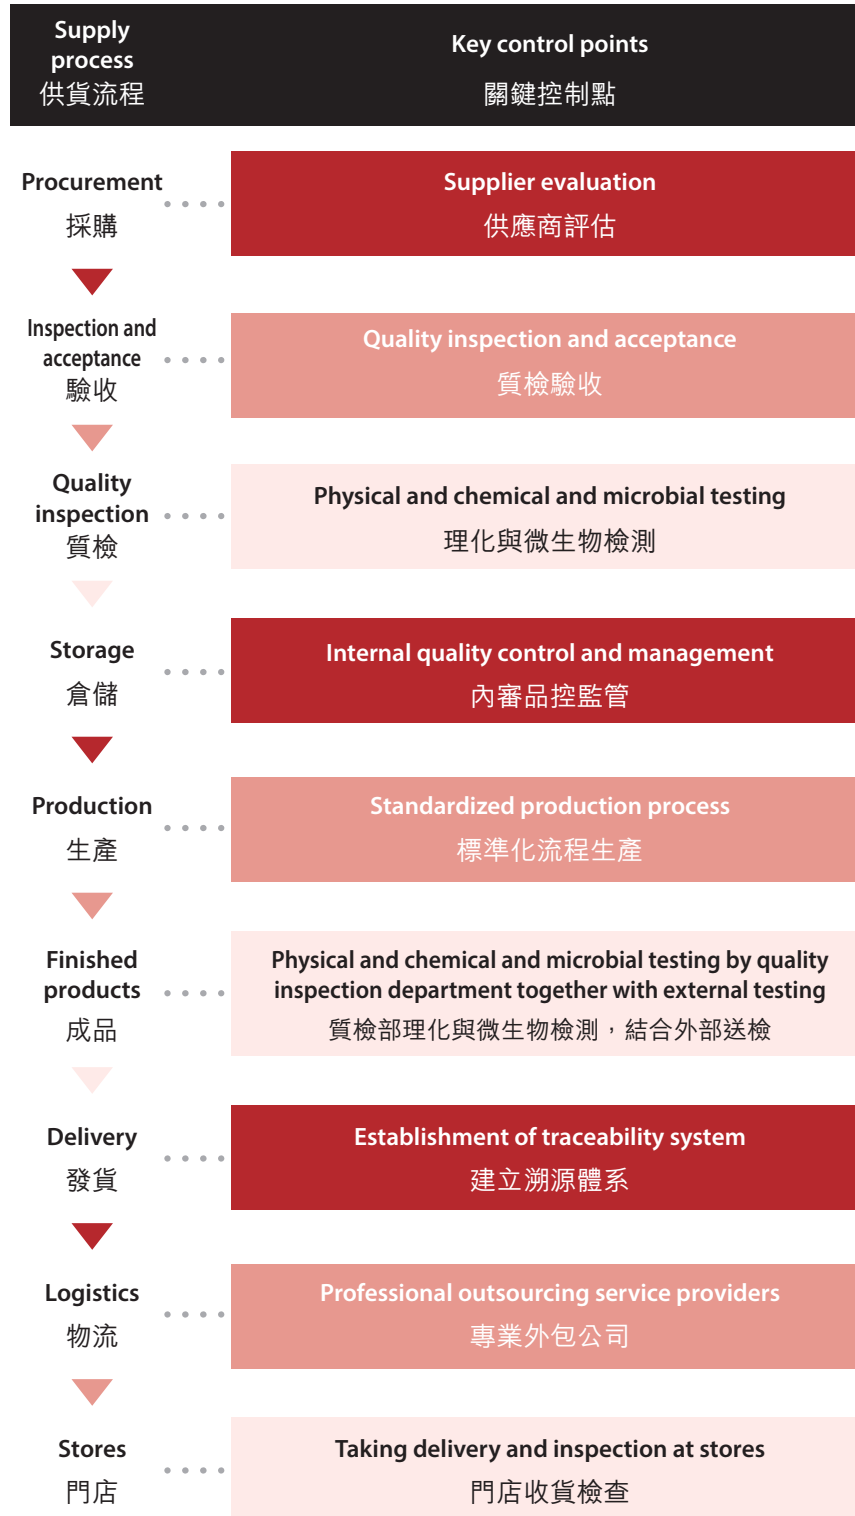 Supply
process
供貨流程
Key control points
關鍵控制點
Procurement
採購
Supplier evaluation
供應商評估
Inspection and
acceptance
驗收
Quality inspection and acceptance
質檢驗收
Quality
inspection
質檢
Physical and chemical and microbial testing
理化與微生物檢測
Storage
倉儲
Internal quality control and management
內審品控監管
Production
生產
Standardized production process
標準化流程生產
Finished
products
成品
Physical and chemical and microbial testing by quality
inspection department together with external testing
質檢部理化與微生物檢測，結合外部送檢
Delivery
發貨
Establishment of traceability system
建立溯源體系
Logistics
物流
Professional outsourcing service providers
專業外包公司
Stores
門店
Taking delivery and inspection at stores
門店收貨檢查